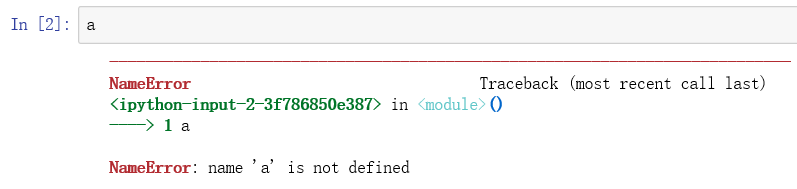 In [2]: a
---------------------------------------------------------------------------
NameError                                 Traceback (most recent call last)
<ipython-input-2-3f786850e387> in <module>()
----> 1 a
NameError: name 'a' is not defined